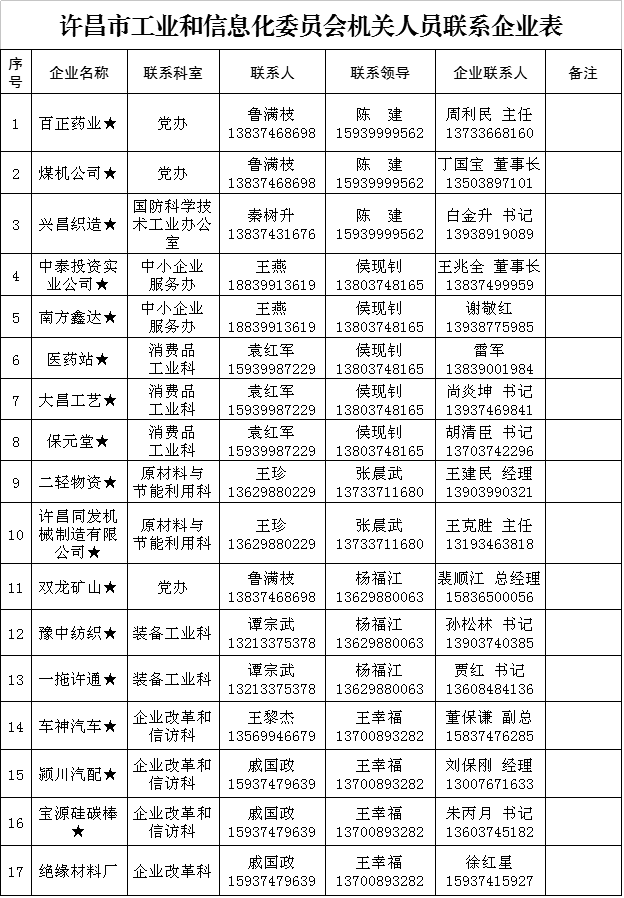 许昌市工业和信息化委员会机关人员联系企业表
序号 企业名称 联系科室 联系人 联系领导 企业联系人 备注
1 百正药业★ 党办 鲁满枝 13837468698 陈 建 15939999562 周利民 主任 13733668160
2 煤机公司★ 党办 鲁满枝 13837468698 陈 建 15939999562 丁国宝 董事长 13503897101
3 兴昌织造★ 国防科学技术工业办公室 秦树升 13837431676 陈 建 15939999562 白金升 书记 13938919089
4 中泰投资实业公司★ 中小企业服务办 王燕 18839913619 侯现钊 13803748165 王兆全 董事长 13837499959
5 南方鑫达★ 中小企业服务办 王燕 18839913619 侯现钊 13803748165 谢敬红 13938775985
6 医药站★ 消费品工业科 袁红军 15939987229 侯现钊 13803748165 雷军 13839001984
7 大昌工艺★ 消费品工业科 袁红军 15939987229 侯现钊 13803748165 尚炎坤 书记 13937469841
8 保元堂★ 消费品工业科 袁红军 15939987229 侯现钊 13803748165 胡清臣 书记 13703742296
9 二轻物资★ 原材料与节能利用科 王珍 13629880229 张晨武 13733711680 王建民 经理 13903990321
10 许昌同发机械制造有限公司★ 原材料与节能利用科 王珍 13629880229 张晨武 13733711680 王克胜 主任 13193463818
11 双龙矿山★ 党办 鲁满枝 13837468698 杨福江 13629880063 裴顺江 总经理 15836500056
12 豫中纺织★ 装备工业科 谭宗武 13213375378 杨福江 13629880063 孙松林 书记 13903740385
13 一拖许通★ 装备工业科 谭宗武 13213375378 杨福江 13629880063 贾红 书记 13608484136
14 车神汽车★ 企业改革和信访科 王黎杰 13569946679 王幸福 13700893282 董保谦 副总 15837476285
15 颍川汽配★ 企业改革和信访科 戚国政 15937479639 王幸福 13700893282 刘保刚 经理 13007671633
16 宝源硅碳棒★ 企业改革和信访科 戚国政 15937479639 王幸福 13700893282 朱丙月 书记 13603745182
17 绝缘材料厂 企业改革科 戚国政 15937479639 王幸福 13700893282 徐红星 15937415927